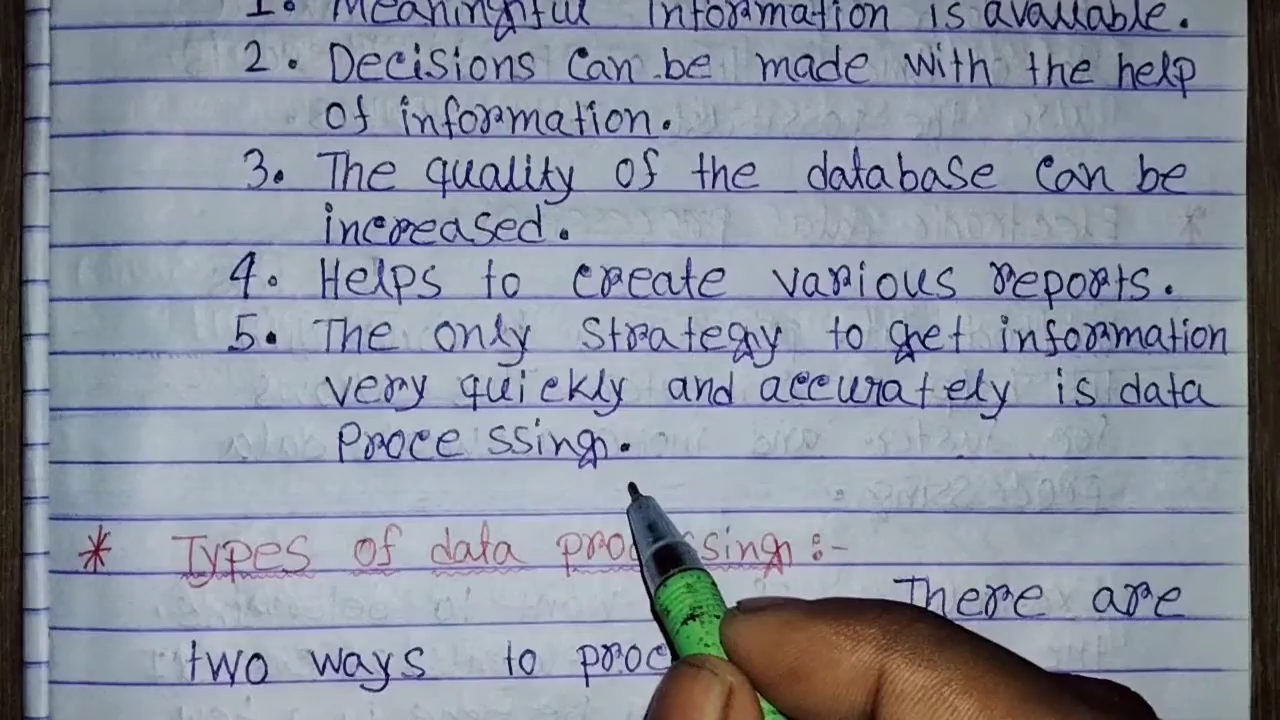 1. Meaningful information is available.
2. Decisions can be made with the help
of information.
3. The quality of the database can be
increased.
4. Helps to create various reports.
5. The only strategy to get information
very quickly and accurately is data
processing.
* Types of data processing :-
There are
two ways to